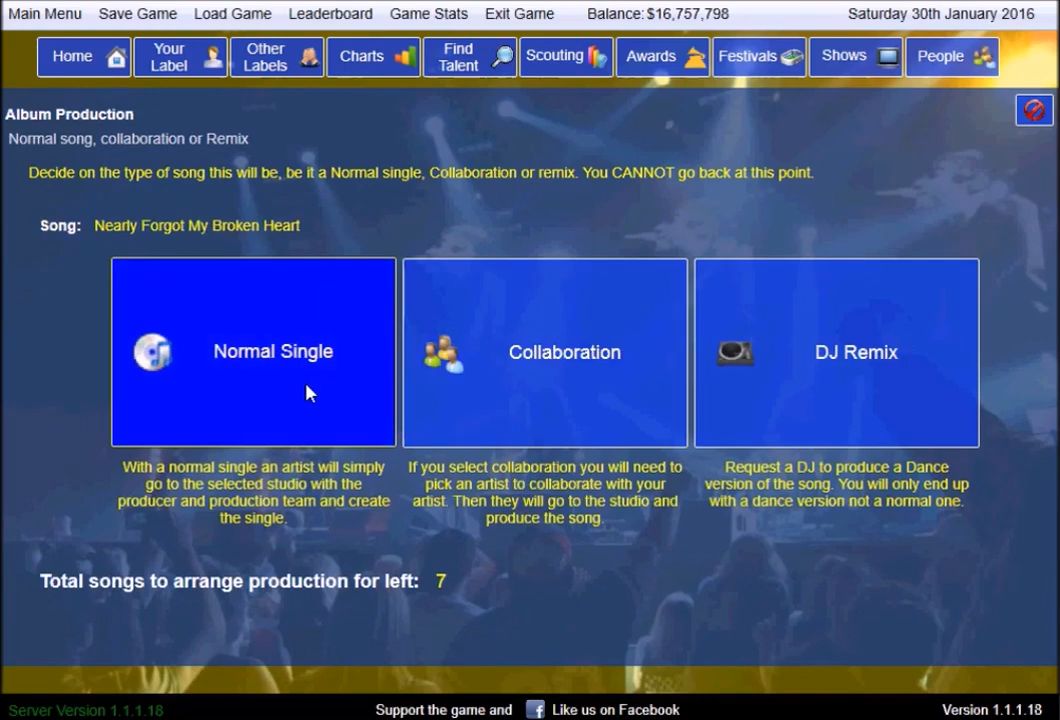 Main Menu Save Game Load Game Leaderboard Game Stats Exit Game Balance: $16,757,798 Saturday 30th January 2016
Home Your Label Other Labels Charts Find Talent Scouting Awards Festivals Shows People
Album Production
Normal song, collaboration or Remix
Decide on the type of song this will be, be it a Normal single, Collaboration or remix. You CANNOT go back at this point.
Song: Nearly Forgot My Broken Heart
Normal Single
Collaboration
DJ Remix
With a normal single an artist will simply
go to the selected studio with the
producer and production team and create
the single.
If you select collaboration you will need to
pick an artist to collaborate with your
artist. Then they will go to the studio and
produce the song.
Request a DJ to produce a Dance
version of the song. You will only end up
with a dance version not a normal one.
Total songs to arrange production for left: 7
Server Version 1.1.1.18 Support the game and f Like us on Facebook Version 1.1.1.18